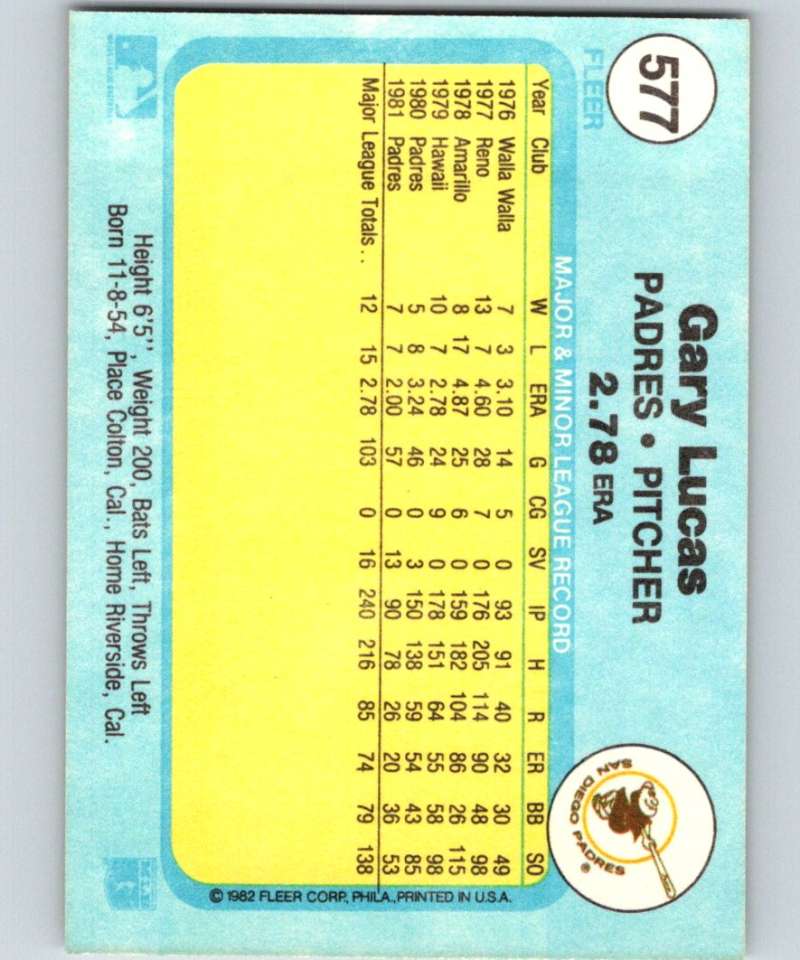 577
FLEER
Gary Lucas
PADRES • PITCHER
2.78 ERA
SAN DIEGO PADRES ®
MAJOR & MINOR LEAGUE RECORD
Year Club W L ERA G CG SV IP H R ER BB SO
1976 Walla Walla 7 3 3.10 14 5 0 93 91 40 32 30 49
1977 Reno 13 7 4.60 28 7 0 176 205 114 90 48 98
1978 Amarillo 8 17 4.87 25 6 0 159 182 104 86 26 115
1979 Hawaii 10 7 2.78 24 9 0 178 151 64 55 58 98
1980 Padres 5 8 3.24 46 0 3 150 138 59 54 43 85
1981 Padres 7 7 2.00 57 0 13 90 78 26 20 36 53
Major League Totals . . 12 15 2.78 103 0 16 240 216 85 74 79 138
Height 6'5'', Weight 200, Bats Left, Throws Left
Born 11-8-54, Place Colton, Cal., Home Riverside, Cal.
© 1982 FLEER CORP., PHILA., PRINTED IN U.S.A.